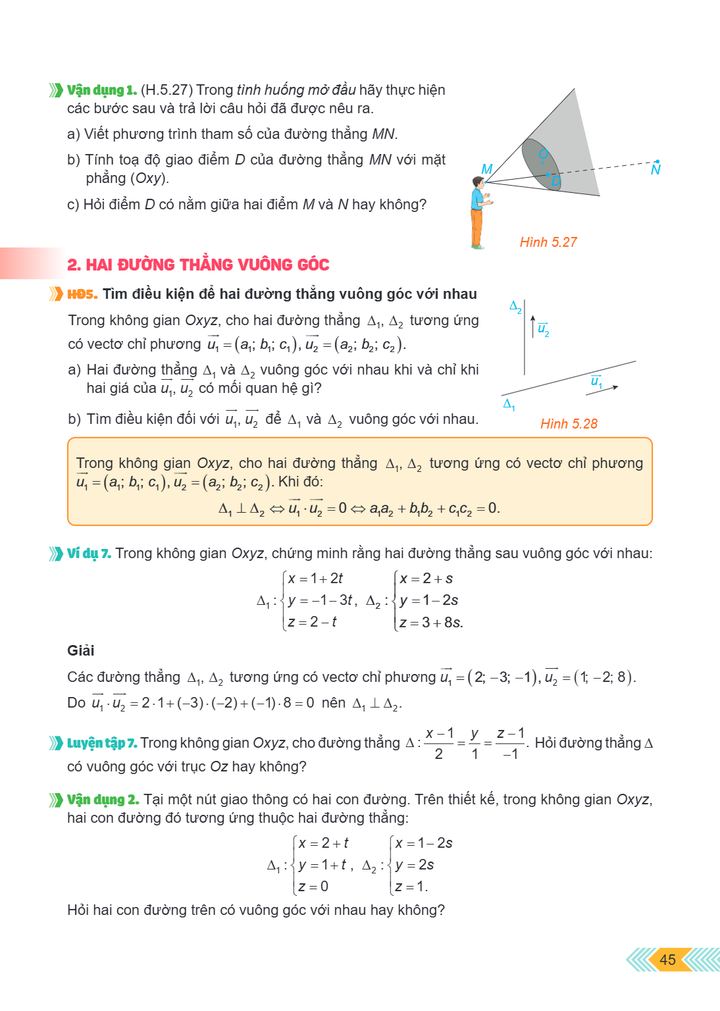 Vận dụng 1. (H.5.27) Trong tình huống mở đầu hãy thực hiện
các bước sau và trả lời câu hỏi đã được nêu ra.
a) Viết phương trình tham số của đường thẳng MN.
b) Tính toạ độ giao điểm D của đường thẳng MN với mặt
phẳng (Oxy).
c) Hỏi điểm D có nằm giữa hai điểm M và N hay không?
M
O
D
N
Hình 5.27
2. HAI ĐƯỜNG THẲNG VUÔNG GÓC
HĐ5. Tìm điều kiện để hai đường thẳng vuông góc với nhau
Trong không gian Oxyz, cho hai đường thẳng Δ₁, Δ₂ tương ứng
có vectơ chỉ phương u₁⃗ = (a₁; b₁; c₁), u₂⃗ = (a₂; b₂; c₂).
a) Hai đường thẳng Δ₁ và Δ₂ vuông góc với nhau khi và chỉ khi
hai giá của u₁⃗, u₂⃗ có mối quan hệ gì?
b) Tìm điều kiện đối với u₁⃗, u₂⃗ để Δ₁ và Δ₂ vuông góc với nhau.
Δ₂
u₂⃗
u₁⃗
Δ₁
Hình 5.28
Trong không gian Oxyz, cho hai đường thẳng Δ₁, Δ₂ tương ứng có vectơ chỉ phương
u₁⃗ = (a₁; b₁; c₁), u₂⃗ = (a₂; b₂; c₂). Khi đó:
Δ₁ ⊥ Δ₂ ⇔ u₁⃗ · u₂⃗ = 0 ⇔ a₁a₂ + b₁b₂ + c₁c₂ = 0.
Ví dụ 7. Trong không gian Oxyz, chứng minh rằng hai đường thẳng sau vuông góc với nhau:
x = 1 + 2t x = 2 + s
Δ₁ : { y = −1 − 3t , Δ₂ : { y = 1 − 2s
z = 2 − t z = 3 + 8s.
Giải
Các đường thẳng Δ₁, Δ₂ tương ứng có vectơ chỉ phương u₁⃗ = (2; −3; −1), u₂⃗ = (1; −2; 8).
Do u₁⃗ · u₂⃗ = 2·1 + (−3)·(−2) + (−1)·8 = 0 nên Δ₁ ⊥ Δ₂.
Luyện tập 7. Trong không gian Oxyz, cho đường thẳng Δ : (x − 1)/2 = y/1 = (z − 1)/−1. Hỏi đường thẳng Δ
có vuông góc với trục Oz hay không?
Vận dụng 2. Tại một nút giao thông có hai con đường. Trên thiết kế, trong không gian Oxyz,
hai con đường đó tương ứng thuộc hai đường thẳng:
x = 2 + t x = 1 − 2s
Δ₁ : { y = 1 + t , Δ₂ : { y = 2s
z = 0 z = 1.
Hỏi hai con đường trên có vuông góc với nhau hay không?
45